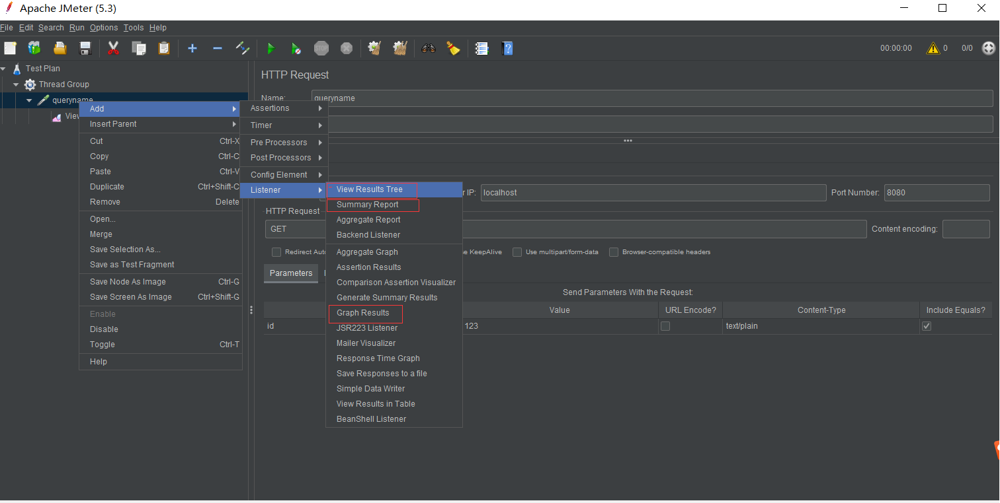 Apache JMeter (5.3)
File Edit Search Run Options Tools Help
00:00:00 0 0/0
Test Plan
Thread Group
queryname
View
HTTP Request
Name: queryname
Add
Insert Parent
Cut Ctrl-X
Copy Ctrl-C
Paste Ctrl-V
Duplicate Ctrl+Shift-C
Remove Delete
Open...
Merge
Save Selection As...
Save as Test Fragment
Save Node As Image Ctrl-G
Save Screen As Image Ctrl+Shift-G
Enable
Disable
Toggle Ctrl-T
Help
Assertions
Timer
Pre Processors
Post Processors
Config Element
Listener
View Results Tree
Summary Report
Aggregate Report
Backend Listener
Aggregate Graph
Assertion Results
Comparison Assertion Visualizer
Generate Summary Results
Graph Results
JSR223 Listener
Mailer Visualizer
Response Time Graph
Save Responses to a file
Simple Data Writer
View Results in Table
BeanShell Listener
IP: localhost Port Number: 8080
HTTP Request
GET Content encoding:
Redirect KeepAlive Use multipart/form-data Browser-compatible headers
Parameters
Send Parameters With the Request:
Value URL Encode? Content-Type Include Equals?
id 123 text/plain